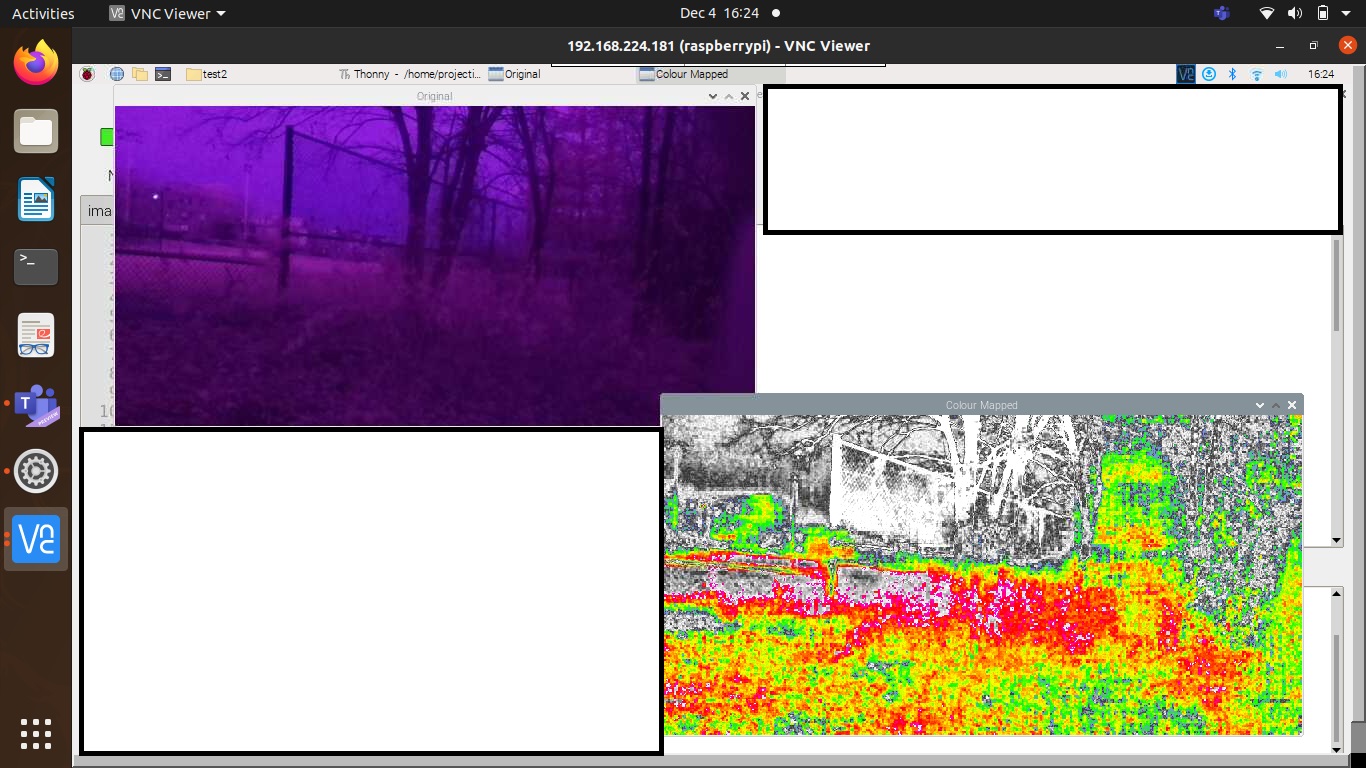 Activities VNC Viewer Dec 4 16:24
192.168.224.181 (raspberrypi) - VNC Viewer
test2 Thonny - /home/projecti... Original Colour Mapped 16:24
Original
ima
Colour Mapped